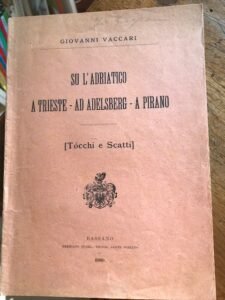 GIOVANNI VACCARI
SU L'ADRIATICO
A TRIESTE - AD ADELSBERG - A PIRANO
[Tócchi e Scatti]
BASSANO